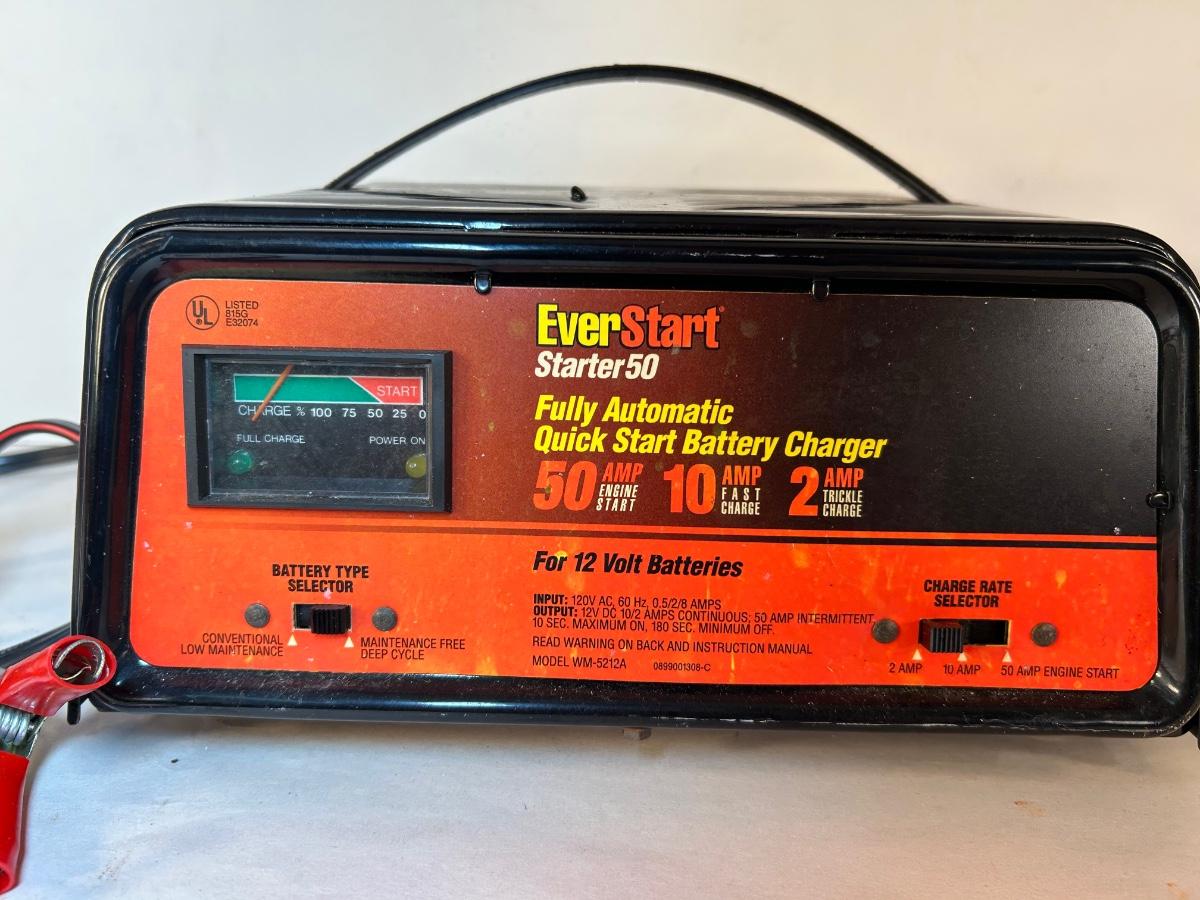 UL
LISTED
815G
E32074
START
CHARGE % 100 75 50 25 0
FULL CHARGE
POWER ON
EverStart®
Starter 50
Fully Automatic
Quick Start Battery Charger
50 AMP ENGINE START
10 AMP FAST CHARGE
2 AMP TRICKLE CHARGE
For 12 Volt Batteries
INPUT: 120V AC, 60 Hz, 0.5/2/8 AMPS
OUTPUT: 12V DC 10/2 AMPS CONTINUOUS; 50 AMP INTERMITTENT,
10 SEC. MAXIMUM ON, 180 SEC. MINIMUM OFF.
READ WARNING ON BACK AND INSTRUCTION MANUAL
MODEL WM-5212A 0899001308-C
BATTERY TYPE
SELECTOR
CONVENTIONAL
LOW MAINTENANCE
MAINTENANCE FREE
DEEP CYCLE
CHARGE RATE
SELECTOR
2 AMP 10 AMP 50 AMP ENGINE START